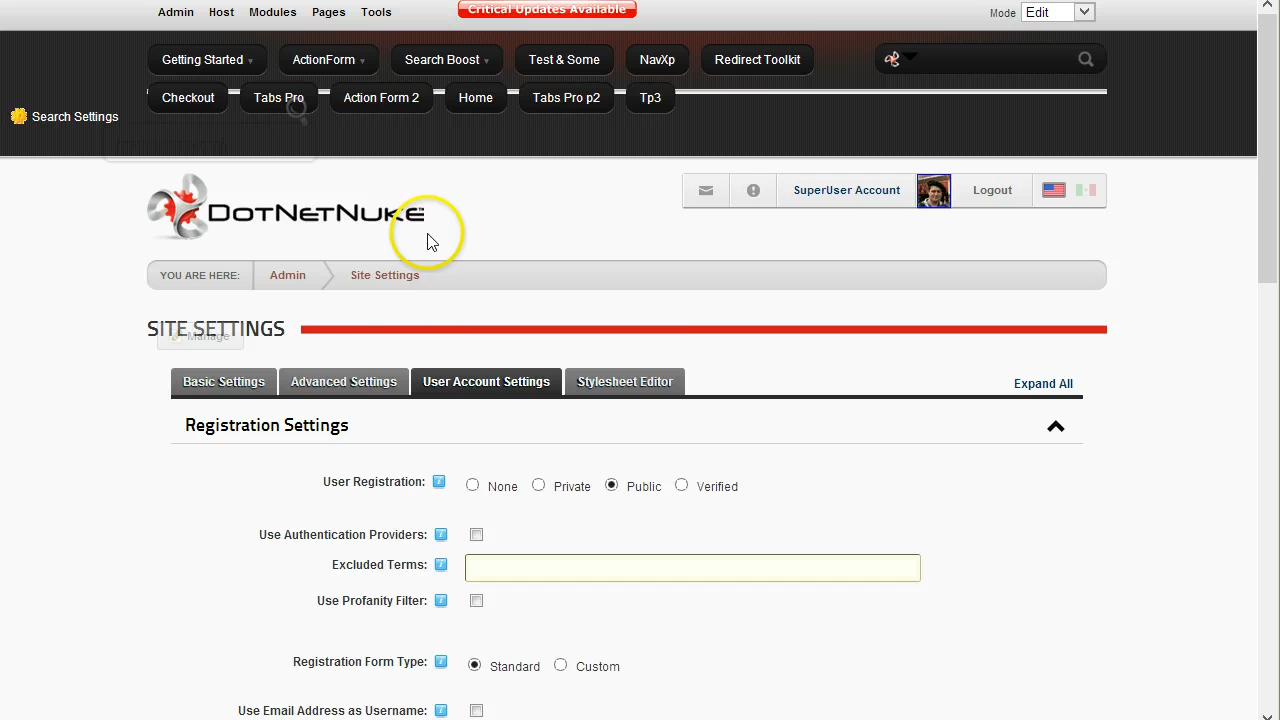 Admin Host Modules Pages Tools
Critical Updates Available
Mode Edit
Getting Started ActionForm Search Boost Test & Some NavXp Redirect Toolkit
Checkout Tabs Pro Action Form 2 Home Tabs Pro p2 Tp3
Search Settings
DotNetNuke
SuperUser Account Logout
YOU ARE HERE: Admin Site Settings
SITE SETTINGS
Manage
Basic Settings Advanced Settings User Account Settings Stylesheet Editor Expand All
Registration Settings
User Registration: None Private Public Verified
Use Authentication Providers:
Excluded Terms:
Use Profanity Filter:
Registration Form Type: Standard Custom
Use Email Address as Username: